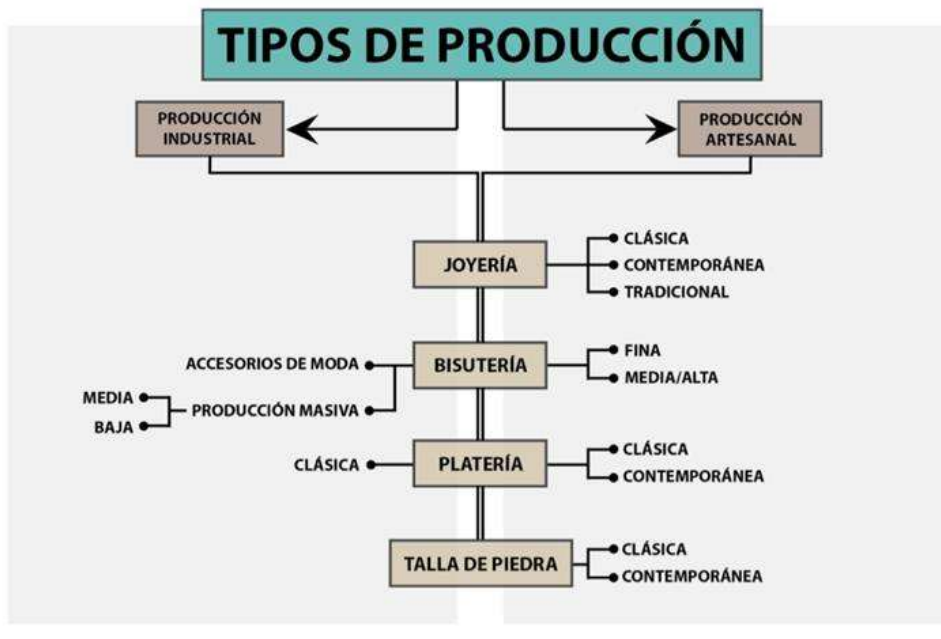 TIPOS DE PRODUCCIÓN
PRODUCCIÓN
INDUSTRIAL
PRODUCCIÓN
ARTESANAL
JOYERÍA
CLÁSICA
CONTEMPORÁNEA
TRADICIONAL
ACCESORIOS DE MODA
PRODUCCIÓN MASIVA
MEDIA
BAJA
BISUTERÍA
FINA
MEDIA/ALTA
CLÁSICA
PLATERÍA
CLÁSICA
CONTEMPORÁNEA
TALLA DE PIEDRA
CLÁSICA
CONTEMPORÁNEA